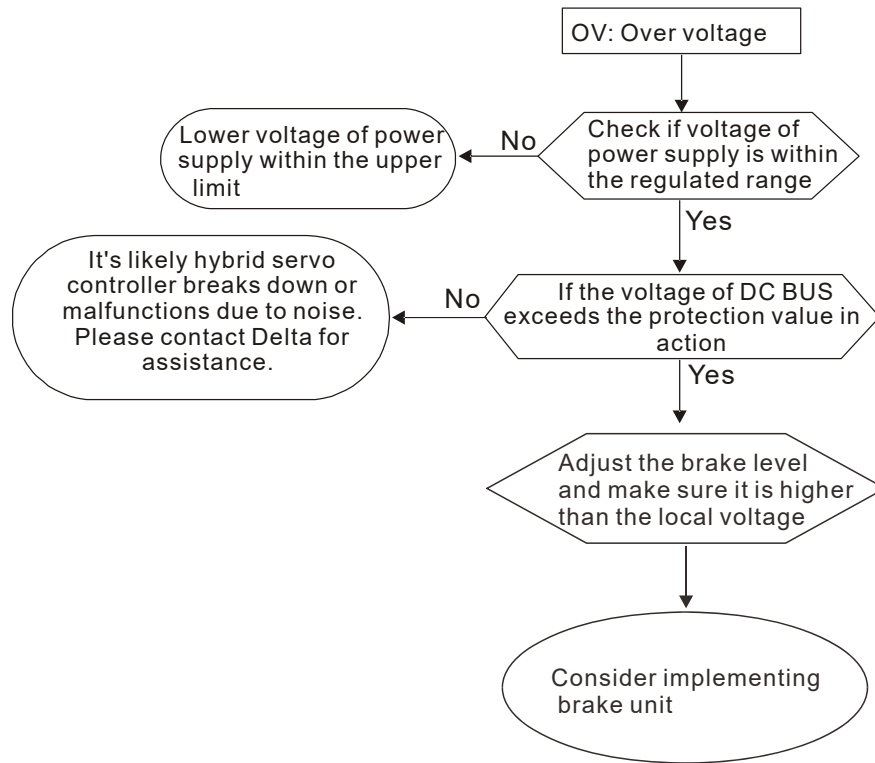 OV: Over voltage
Check if voltage of
power supply is within
the regulated range
No
Lower voltage of power
supply within the upper
limit
Yes
If the voltage of DC BUS
exceeds the protection value in
action
No
It's likely hybrid servo
controller breaks down or
malfunctions due to noise.
Please contact Delta for
assistance.
Yes
Adjust the brake level
and make sure it is higher
than the local voltage
Consider implementing
brake unit